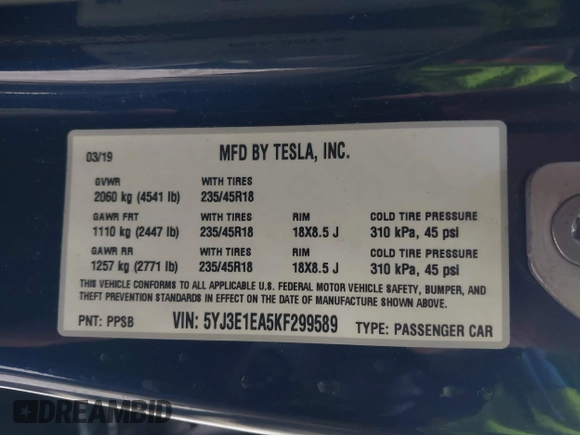 03/19 MFD BY TESLA, INC.
GVWR WITH TIRES
2060 kg (4541 lb) 235/45R18
GAWR FRT WITH TIRES RIM COLD TIRE PRESSURE
1110 kg (2447 lb) 235/45R18 18X8.5 J 310 kPa, 45 psi
GAWR RR WITH TIRES RIM COLD TIRE PRESSURE
1257 kg (2771 lb) 235/45R18 18X8.5 J 310 kPa, 45 psi
THIS VEHICLE CONFORMS TO ALL APPLICABLE U.S. FEDERAL MOTOR VEHICLE SAFETY, BUMPER, AND
THEFT PREVENTION STANDARDS IN EFFECT ON THE DATE OF MANUFACTURE SHOWN ABOVE.
PNT: PPSB VIN: 5YJ3E1EA5KF299589 TYPE: PASSENGER CAR
DREAMBID